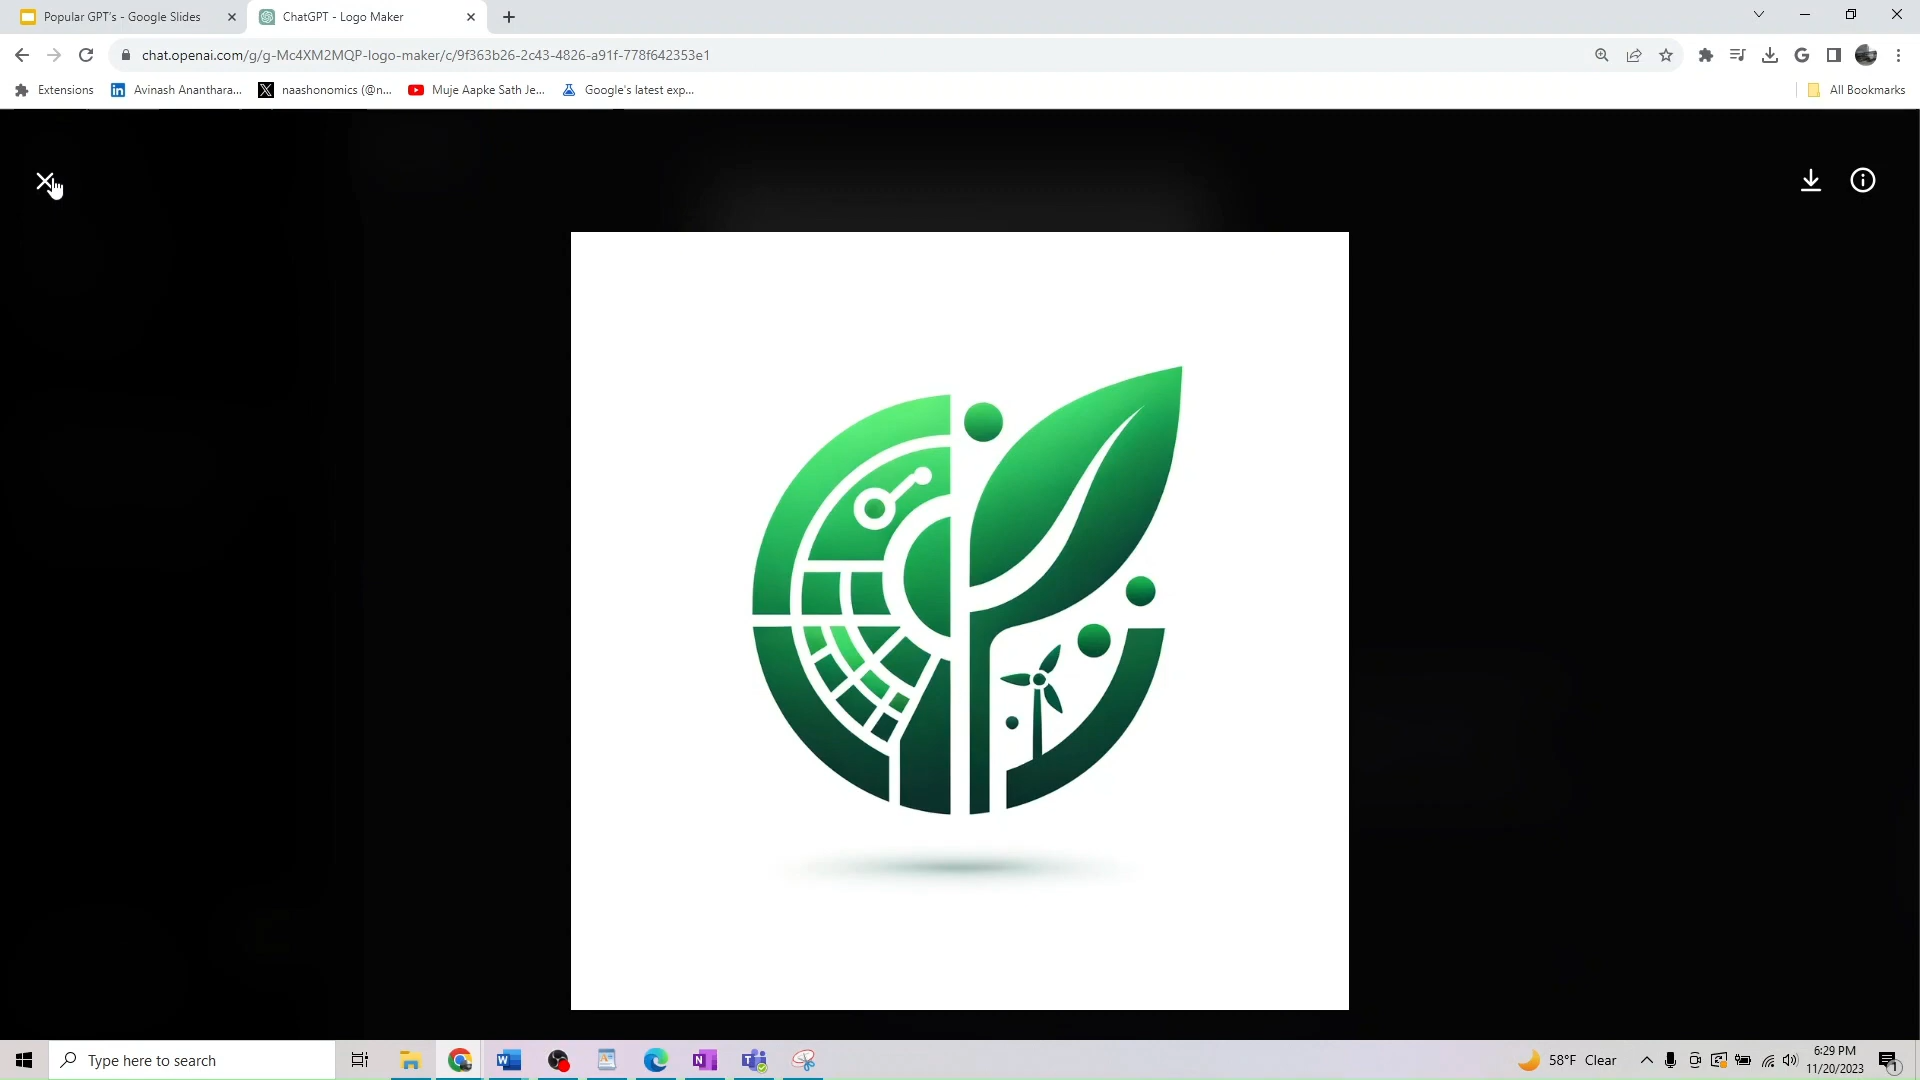 Popular GPT's - Google Slides
ChatGPT - Logo Maker
chat.openai.com/g/g-Mc4XM2MQP-logo-maker/c/9f363b26-2c43-4826-a91f-778f642353e1
Extensions
Avinash Ananthara...
naashonomics (@n...
Muje Aapke Sath Je...
Google's latest exp...
All Bookmarks
Type here to search
58°F Clear
6:29 PM
11/20/2023